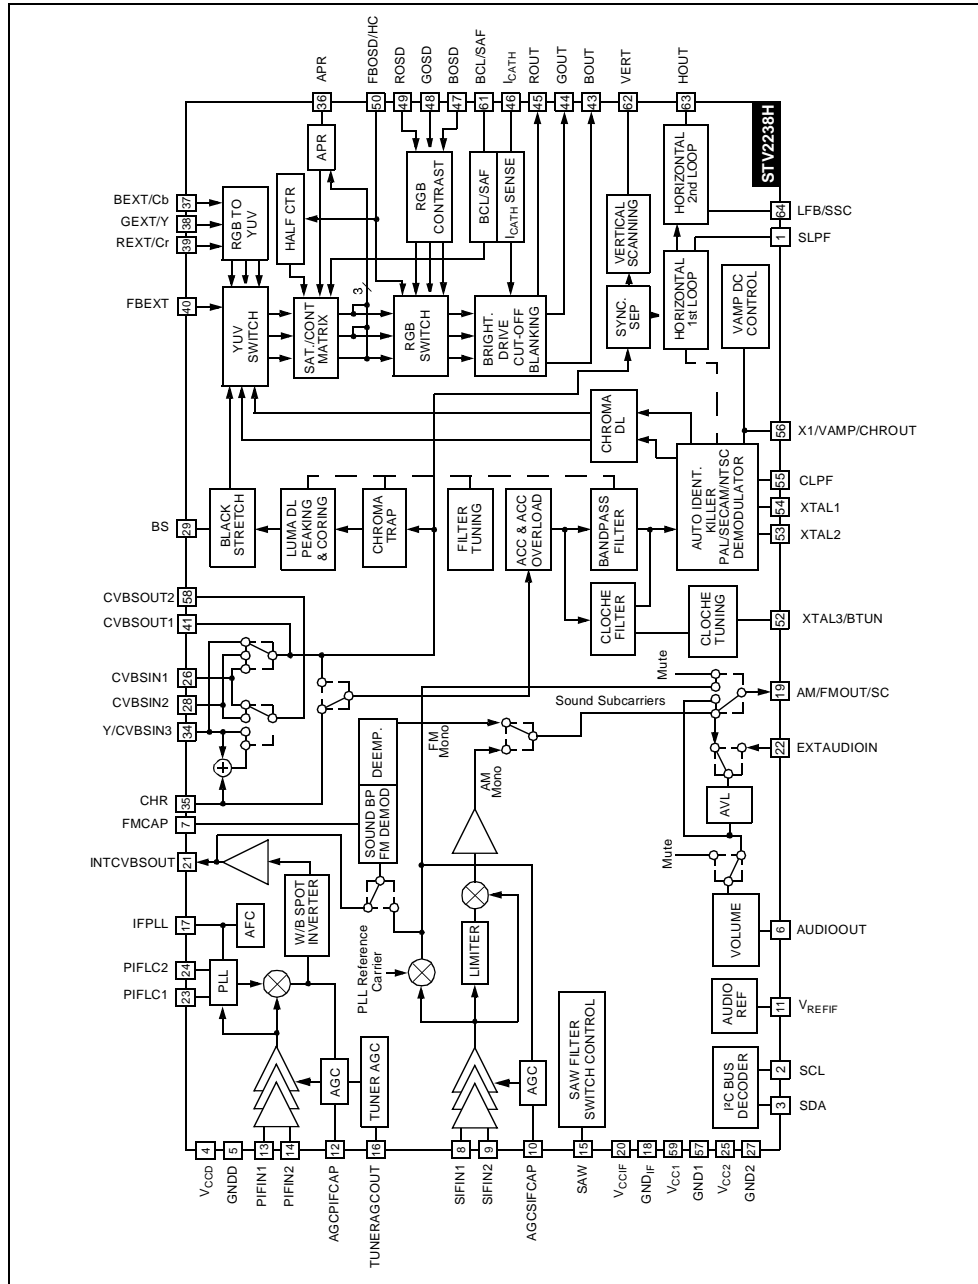 APR
FBOSD/HC
ROSD
GOSD
BOSD
BCL/SAF
ICATH
ROUT
GOUT
BOUT
VERT
HOUT
36
50
49
48
47
61
46
45
44
43
62
63
STV2238H
BEXT/Cb
37
GEXT/Y
38
REXT/Cr
39
FBEXT
40
RGB TO
YUV
HALF CTR
APR
RGB
CONTRAST
BCL/SAF
ICATH SENSE
VERTICAL
SCANNING
HORIZONTAL
2nd LOOP
64
LFB/SSC
1
SLPF
YUV
SWITCH
SAT./CONT
MATRIX
3
RGB
SWITCH
BRIGHT.
DRIVE
CUT-OFF
BLANKING
SYNC.
SEP
HORIZONTAL
1st LOOP
VAMP DC
CONTROL
CHROMA
DL
56
X1/VAMP/CHROUT
55
CLPF
54
XTAL1
53
XTAL2
BS
29
BLACK
STRETCH
LUMA DL
PEAKING
& CORING
CHROMA
TRAP
FILTER
TUNING
ACC & ACC
OVERLOAD
BANDPASS
FILTER
AUTO IDENT.
KILLER
PAL/SECAM/NTSC
DEMODULATOR
CLOCHE
FILTER
CLOCHE
TUNING
52
XTAL3/BTUN
CVBSOUT2
58
CVBSOUT1
41
CVBSIN1
26
CVBSIN2
28
Y/CVBSIN3
34
CHR
35
FMCAP
7
INTCVBSOUT
21
Mute
Sound Subcarriers
19
AM/FMOUT/SC
22
EXTAUDIOIN
DEEMP.
SOUND BP
FM DEMOD
FM
Mono
AM
Mono
AVL
Mute
VOLUME
6
AUDIOOUT
IFPLL
17
PIFLC2
24
PIFLC1
23
AFC
PLL
W/B SPOT
INVERTER
PLL Reference
Carrier
LIMITER
AUDIO
REF
11
VREFIF
I²C BUS
DECODER
2
SCL
3
SDA
AGC
TUNER AGC
AGC
SAW FILTER
SWITCH CONTROL
4
5
13
14
12
16
8
9
10
15
20
18
59
57
25
27
VCCD
GNDD
PIFIN1
PIFIN2
AGCPIFCAP
TUNERAGCOUT
SIFIN1
SIFIN2
AGCSIFCAP
SAW
VCCIF
GNDIF
VCC1
GND1
VCC2
GND2